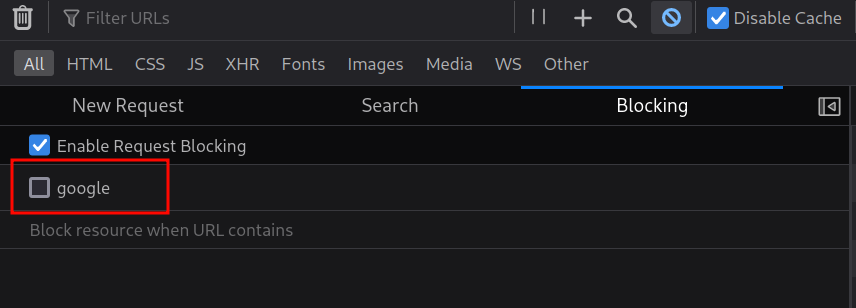 Filter URLs Disable Cache
All HTML CSS JS XHR Fonts Images Media WS Other
New Request Search Blocking
Enable Request Blocking
google
Block resource when URL contains